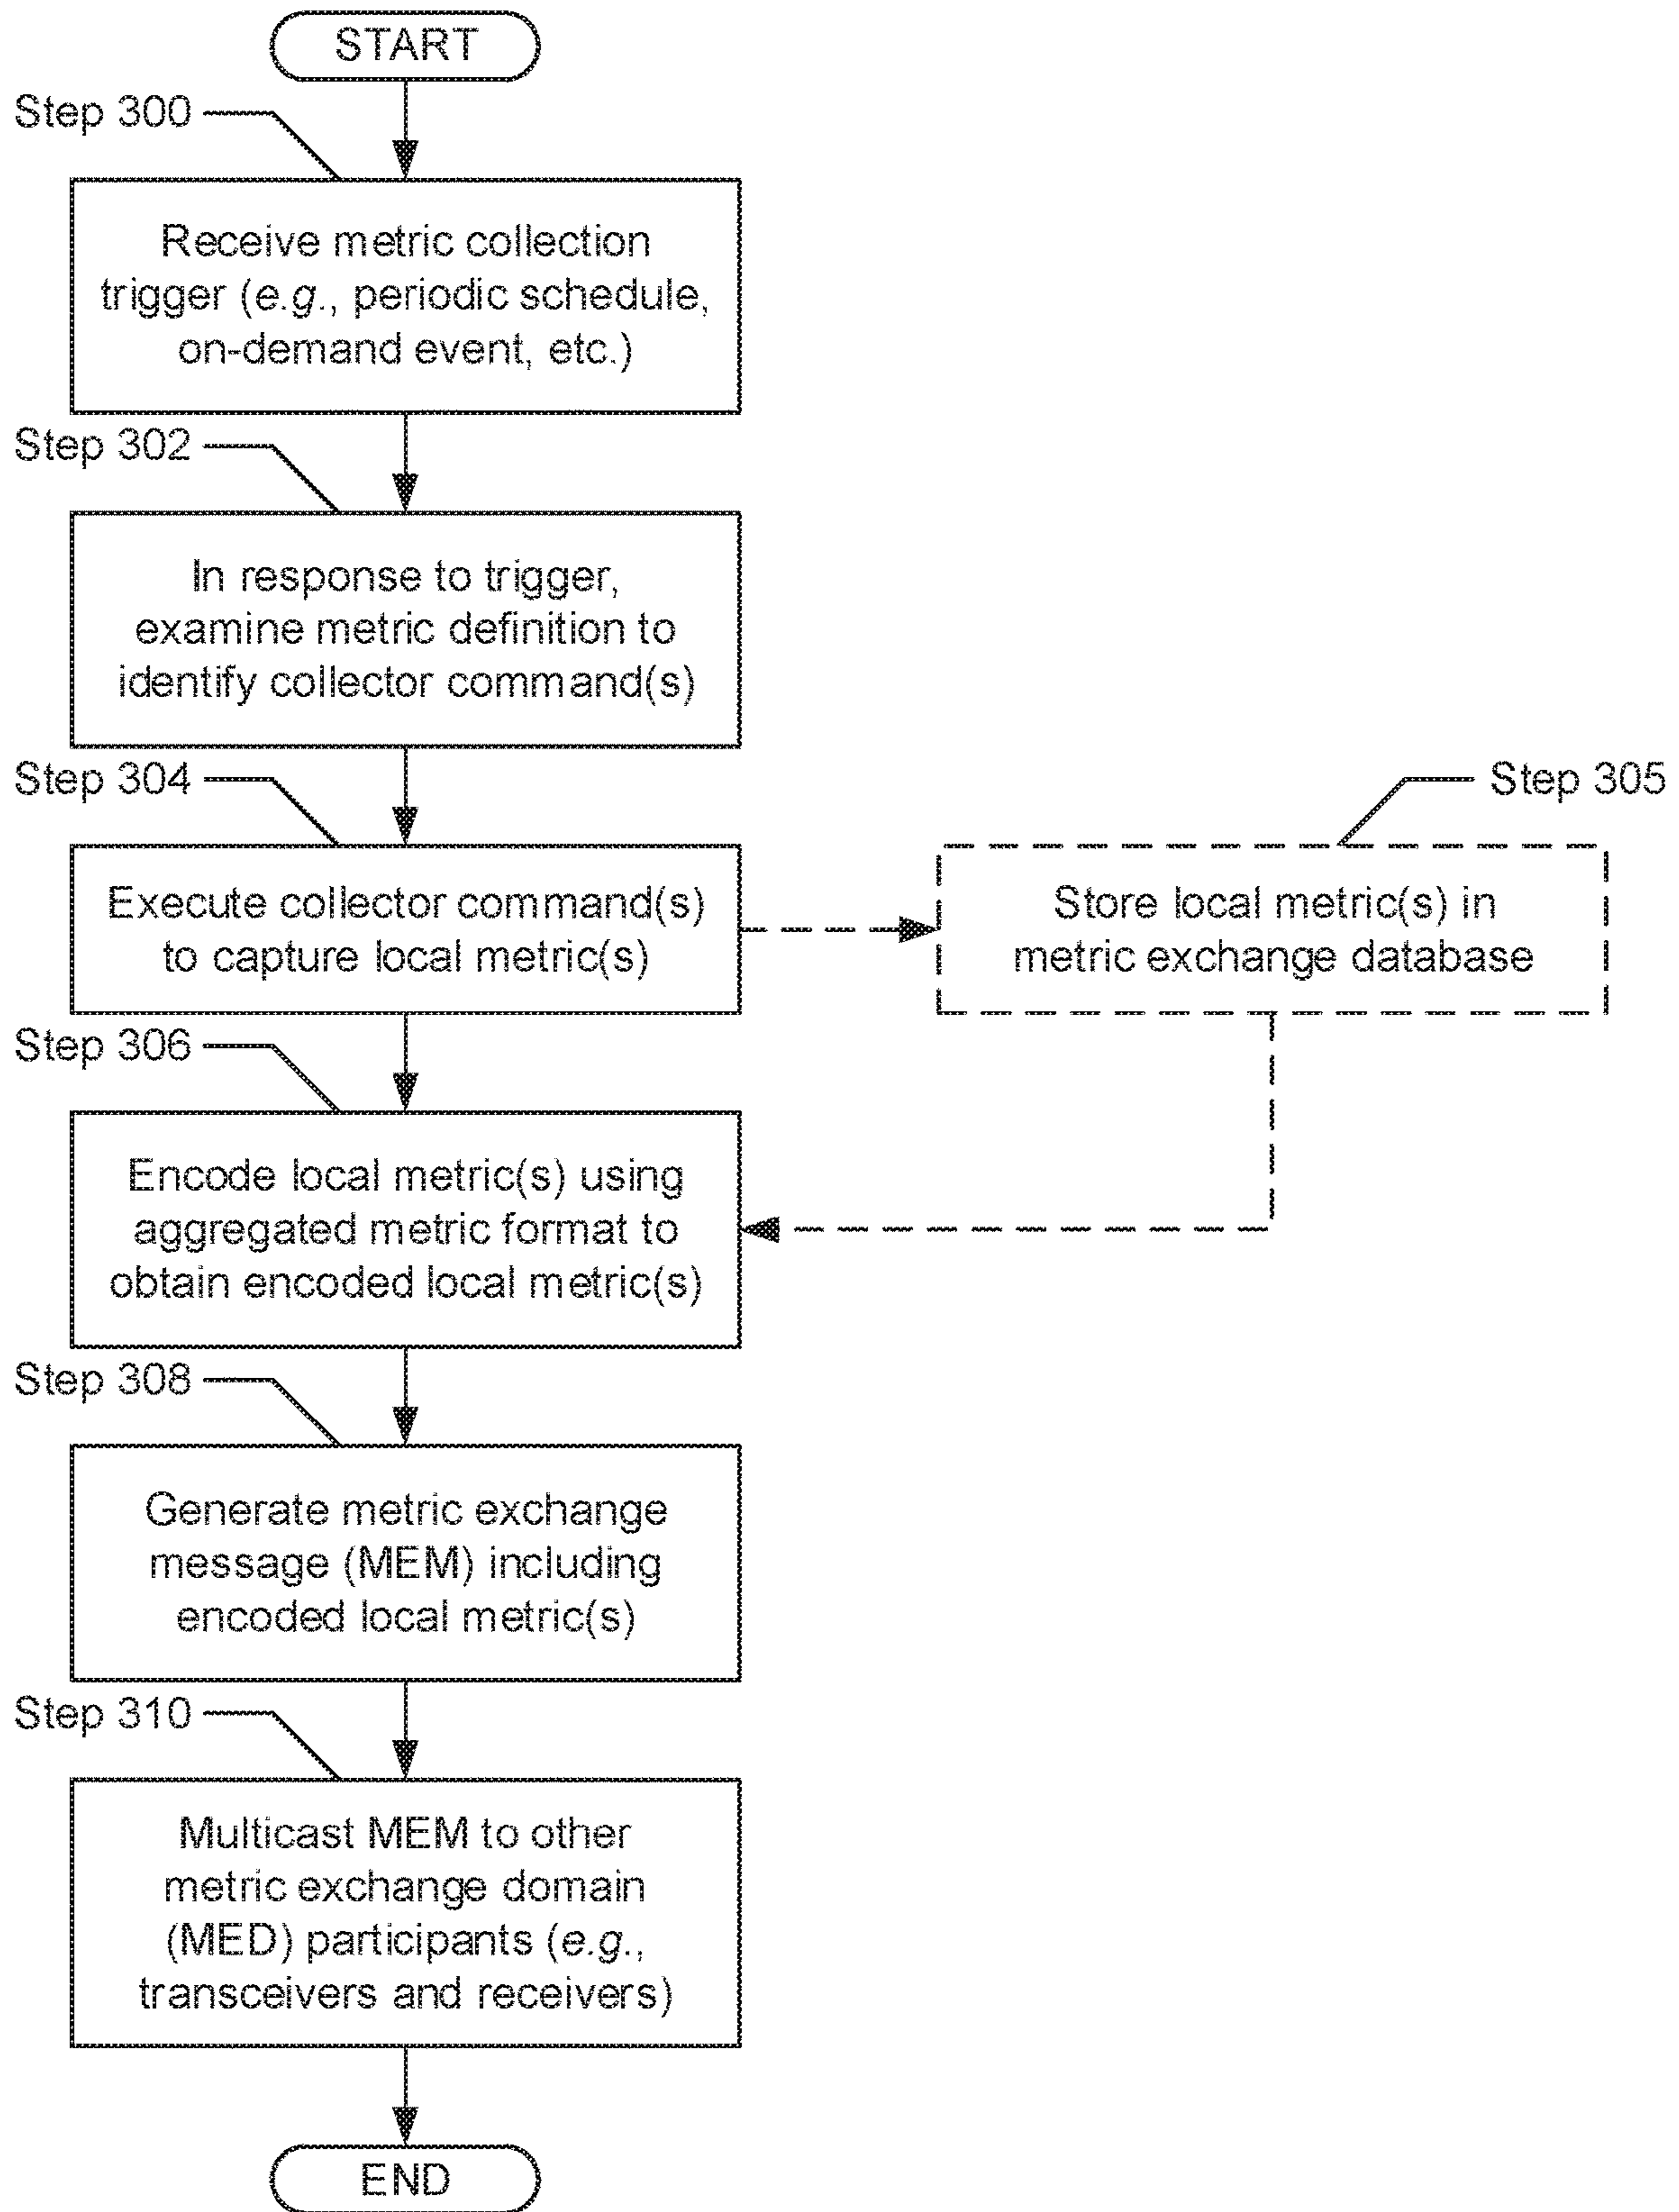 START
Step 300
Receive metric collection
trigger (e.g., periodic schedule,
on-demand event, etc.)
Step 302
In response to trigger,
examine metric definition to
identify collector command(s)
Step 304
Execute collector command(s)
to capture local metric(s)
Step 305
Store local metric(s) in
metric exchange database
Step 306
Encode local metric(s) using
aggregated metric format to
obtain encoded local metric(s)
Step 308
Generate metric exchange
message (MEM) including
encoded local metric(s)
Step 310
Multicast MEM to other
metric exchange domain
(MED) participants (e.g.,
transceivers and receivers)
END